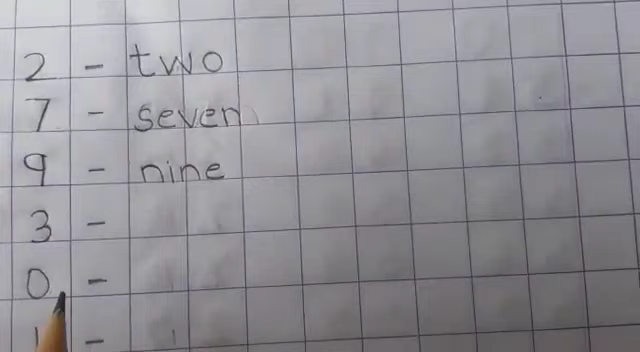 2 - two
7 - seven
9 - nine
3 -
0 -
-